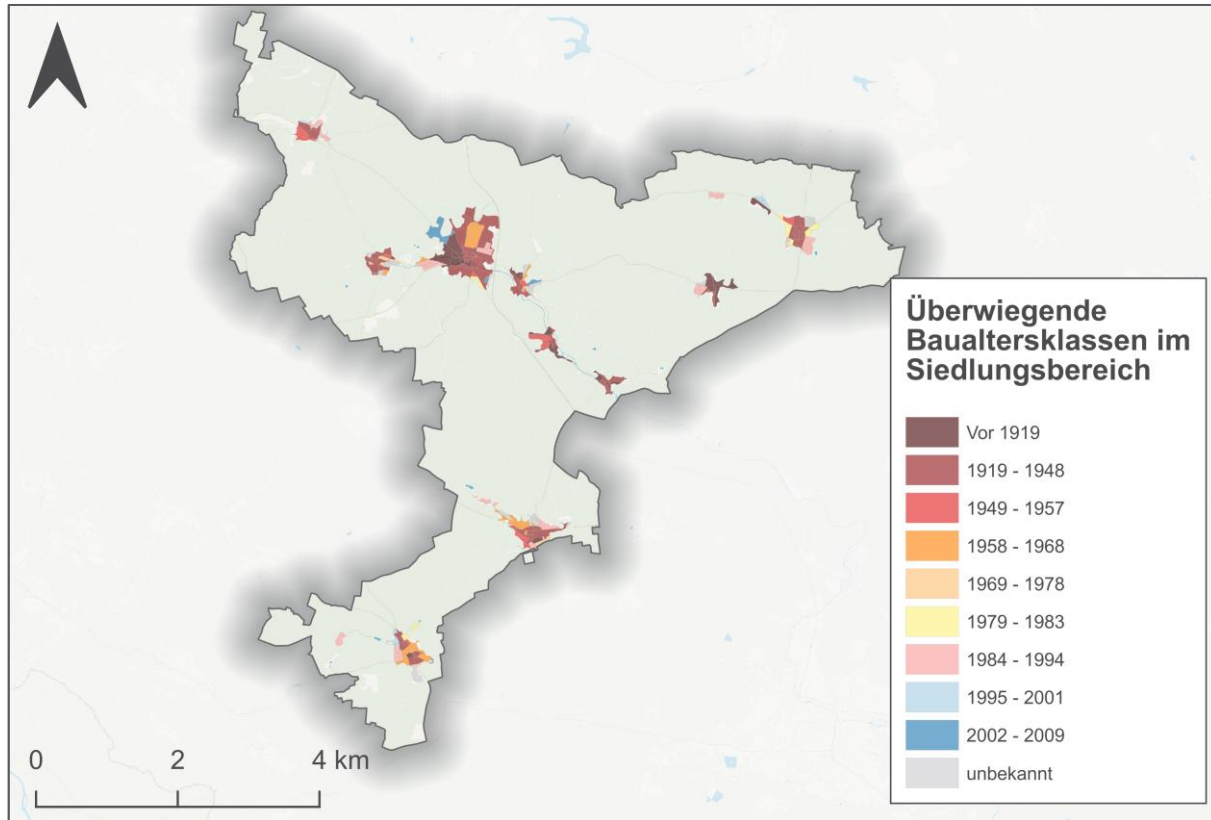 Überwiegende
Baualtersklassen im
Siedlungsbereich
Vor 1919
1919 - 1948
1949 - 1957
1958 - 1968
1969 - 1978
1979 - 1983
1984 - 1994
1995 - 2001
2002 - 2009
unbekannt
0 2 4 km